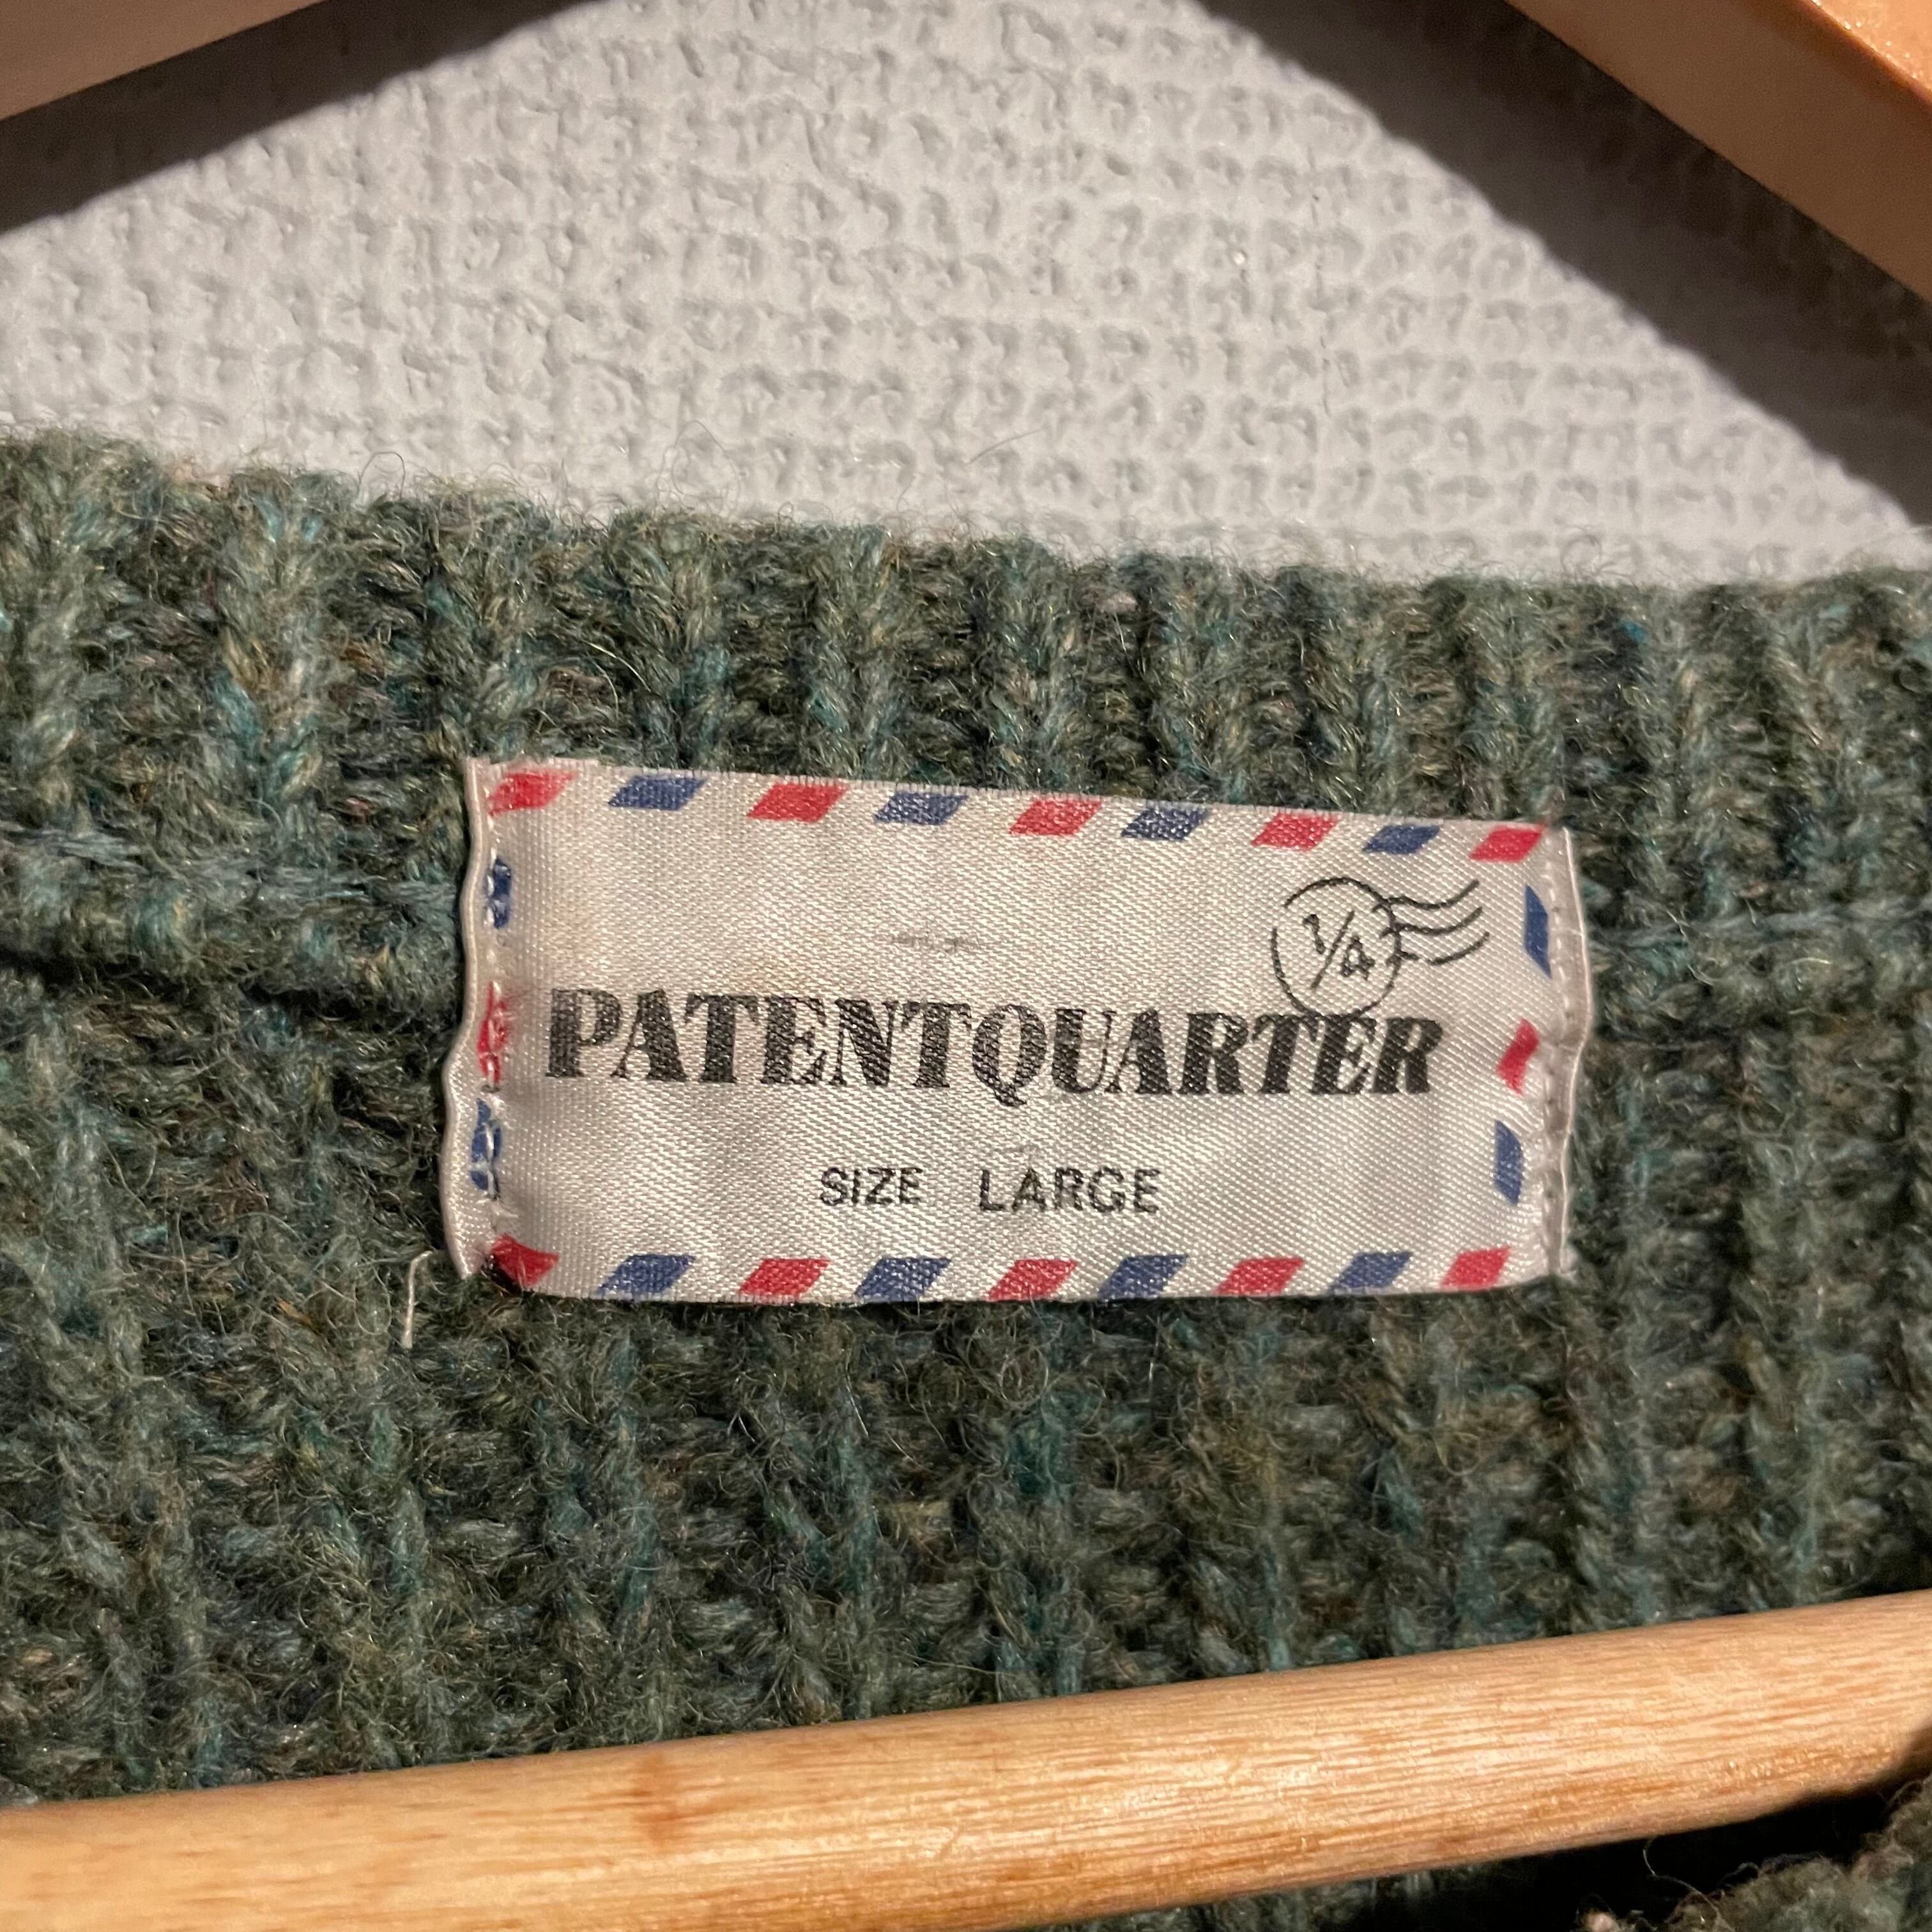 1/4
PATENTQUARTER
SIZE LARGE